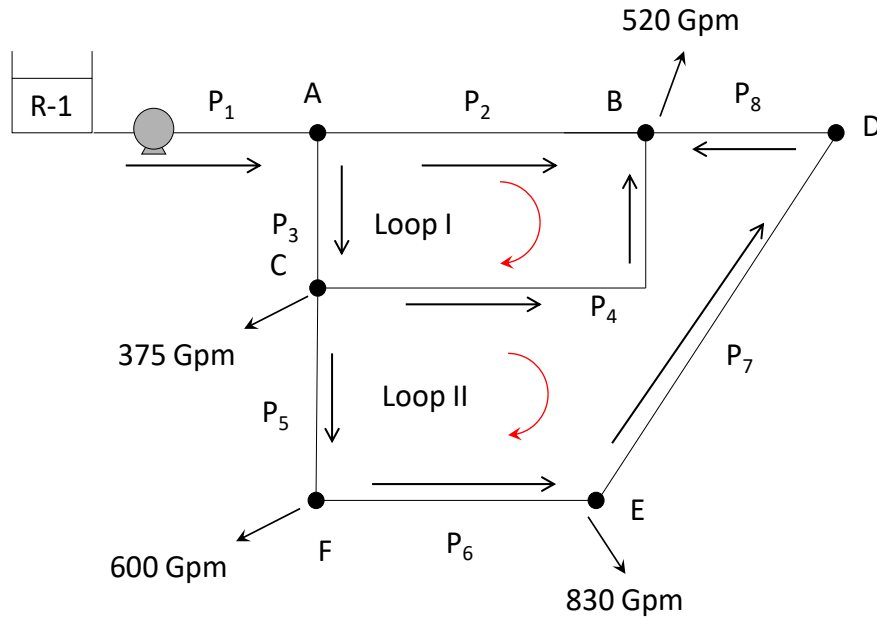 520 Gpm
R-1
P₁
A
P₂
B
P₈
D
P₃
Loop I
C
P₄
375 Gpm
P₇
P₅
Loop II
F
P₆
E
600 Gpm
830 Gpm